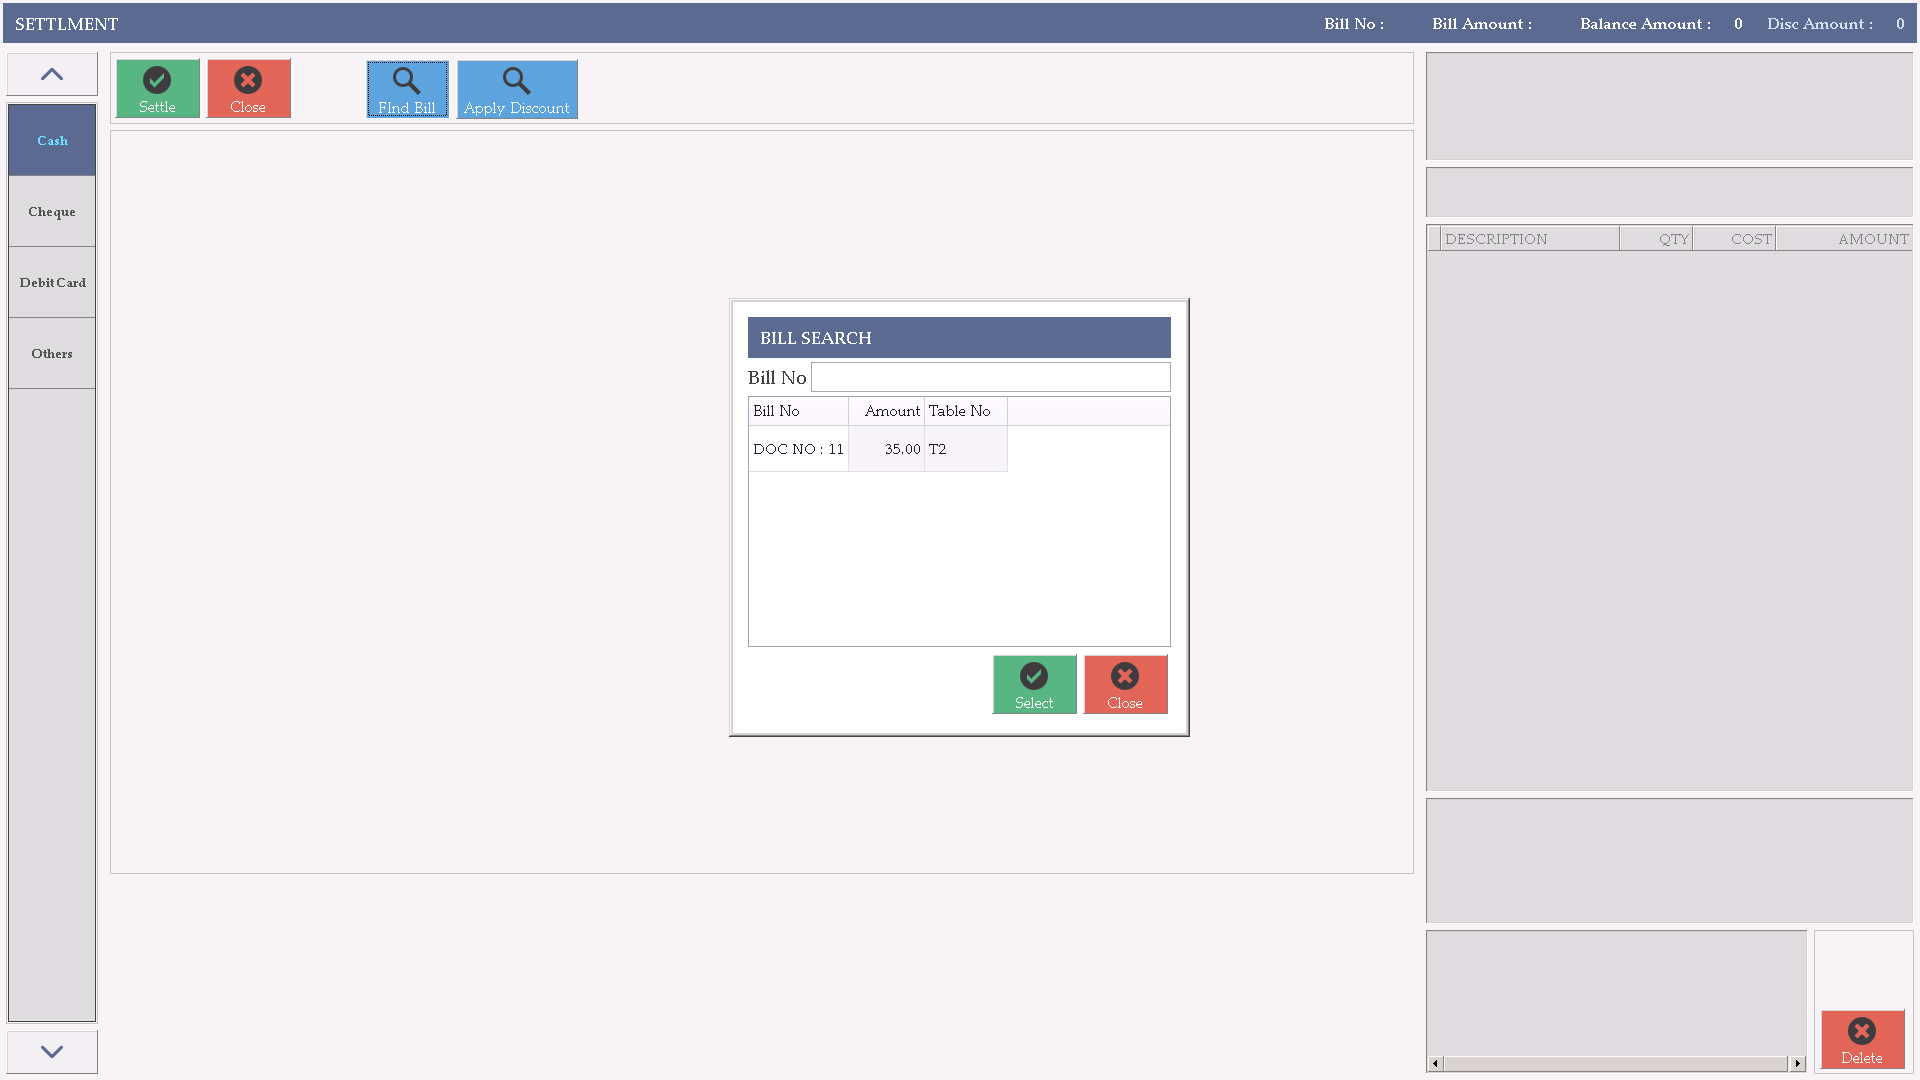 SETTLMENT
Bill No :
Bill Amount :
Balance Amount : 0
Disc Amount : 0
Settle
Close
FInd Bill
Apply Discount
Cash
Cheque
Debit Card
Others
DESCRIPTION QTY COST AMOUNT
BILL SEARCH
Bill No
Bill No Amount Table No
DOC NO : 11 35.00 T2
Select
Close
Delete